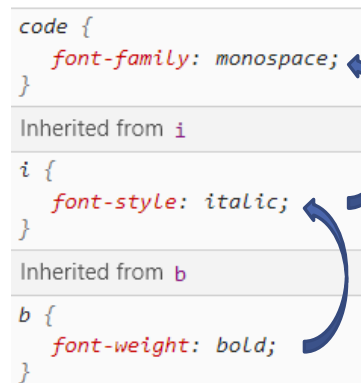 code {
font-family: monospace;
}
Inherited from i
i {
font-style: italic;
}
Inherited from b
b {
font-weight: bold;
}